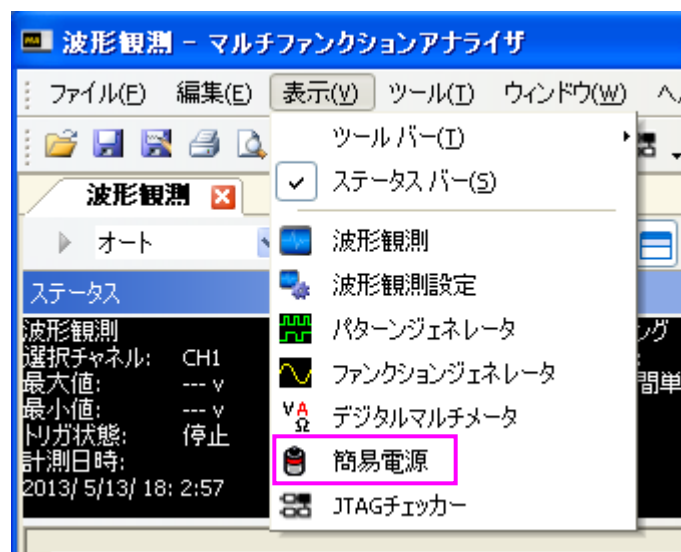 波形観測 - マルチファンクションアナライザ
ファイル(F) 編集(E) 表示(V) ツール(T) ウィンドウ(W)
ツール バー(T)
ステータス バー(S)
波形観測
波形観測設定
パターンジェネレータ
ファンクションジェネレータ
デジタルマルチメータ
簡易電源
JTAGチェッカー
波形観測
オート
ステータス
波形観測
選択チャネル: CH1
最大値: --- v
最小値: --- v
トリガ状態: 停止
計測日時:
2013/ 5/13/ 18: 2:57